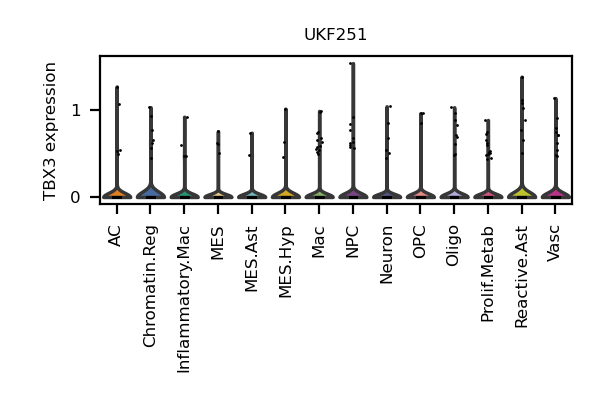 UKF251
TBX3 expression
1
0
AC
Chromatin.Reg
Inflammatory.Mac
MES
MES.Ast
MES.Hyp
Mac
NPC
Neuron
OPC
Oligo
Prolif.Metab
Reactive.Ast
Vasc